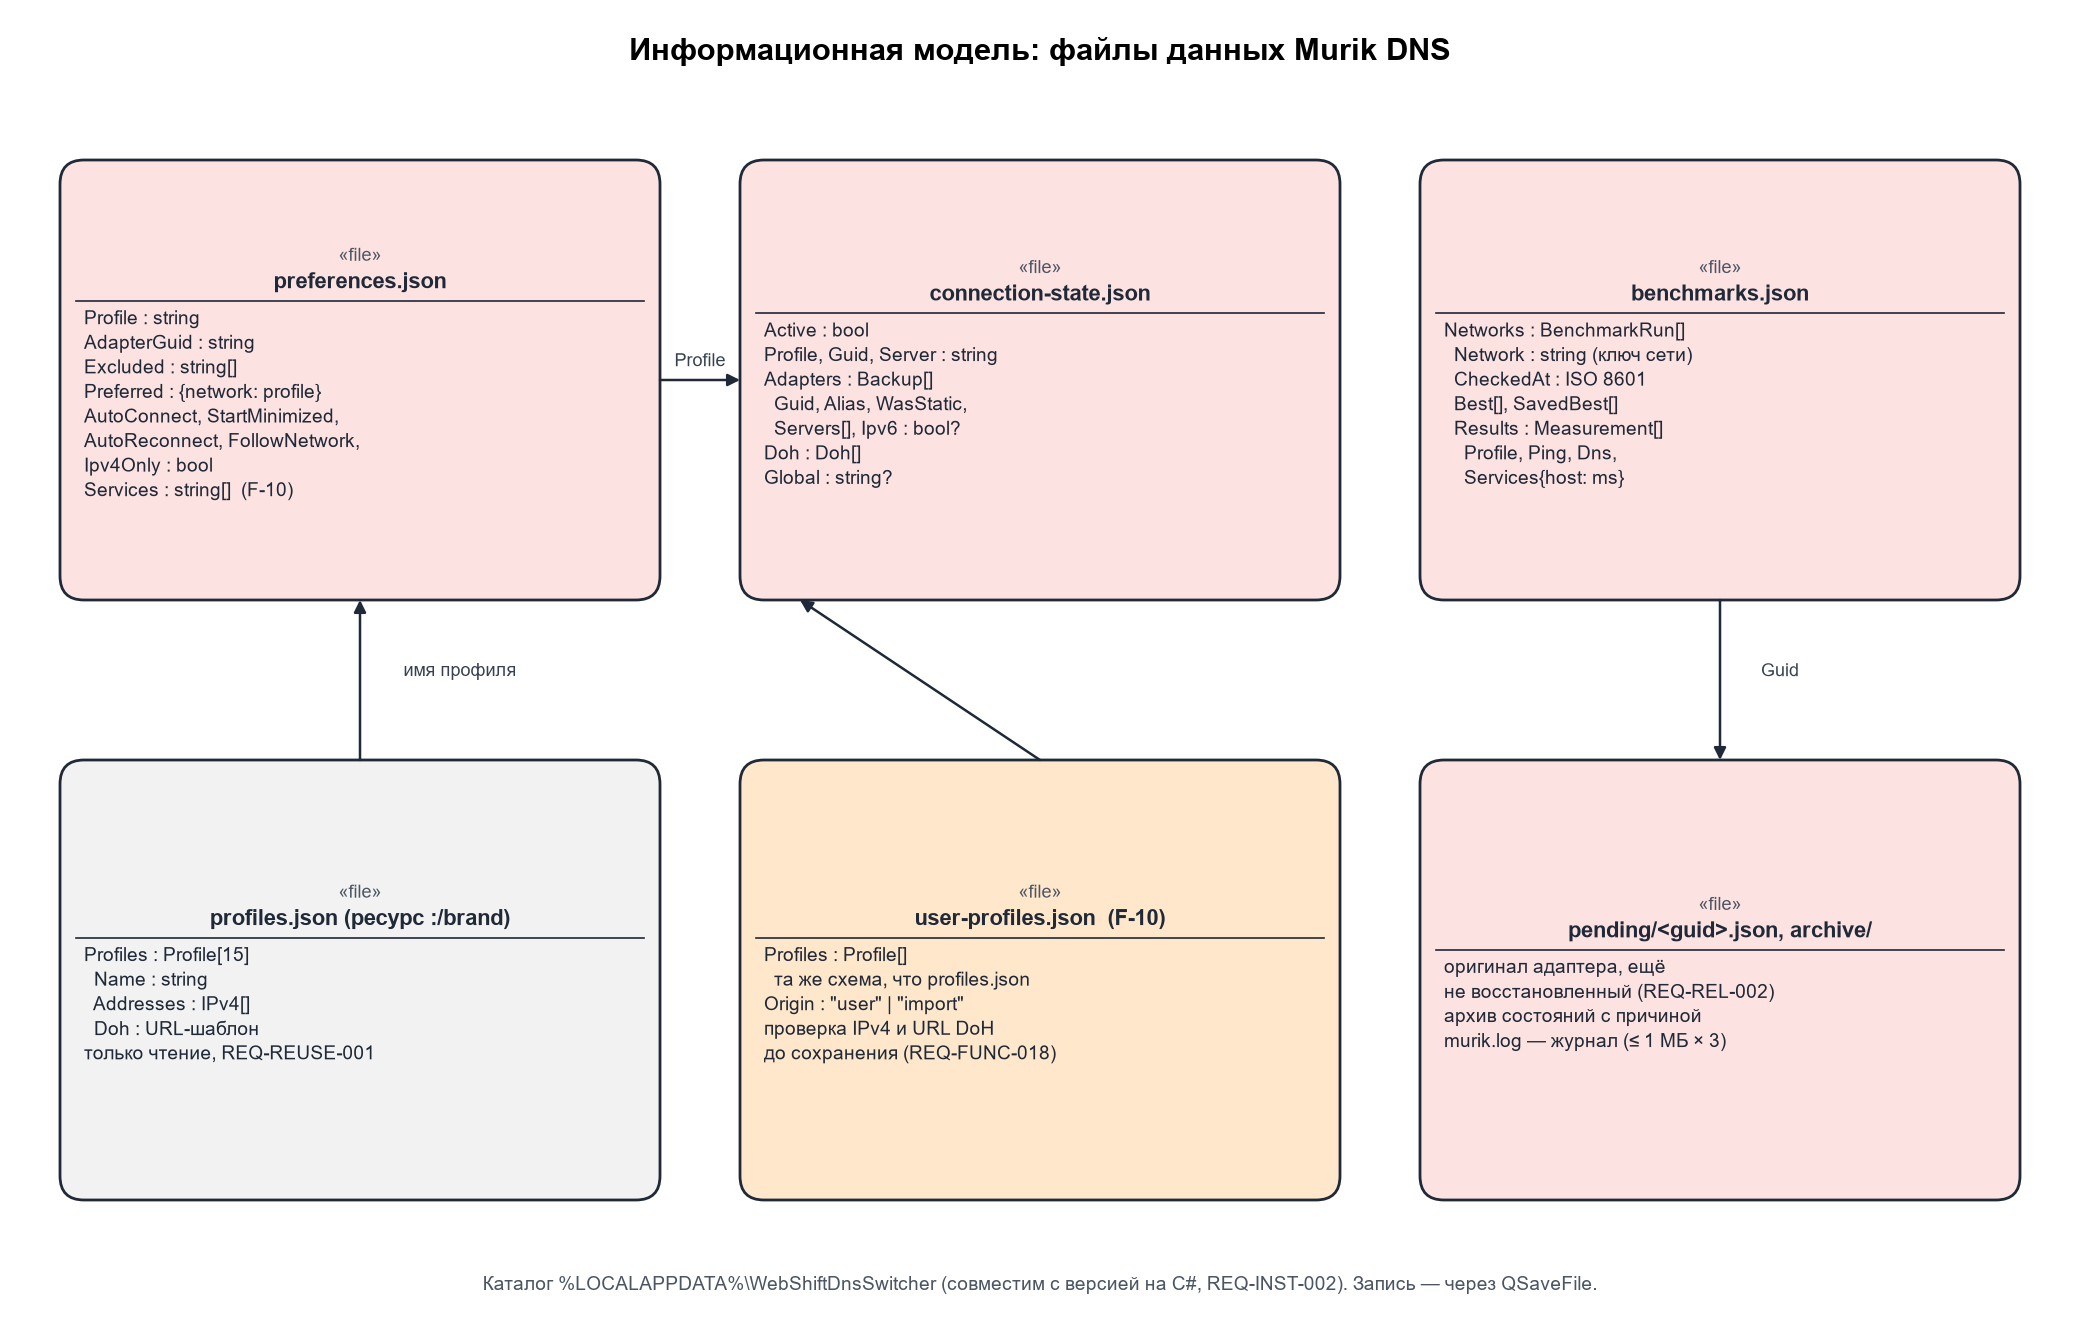 Информационная модель: файлы данных Murik DNS
«file»
preferences.json
Profile : string
AdapterGuid : string
Excluded : string[]
Preferred : {network: profile}
AutoConnect, StartMinimized,
AutoReconnect, FollowNetwork,
Ipv4Only : bool
Services : string[]  (F-10)
Profile
«file»
connection-state.json
Active : bool
Profile, Guid, Server : string
Adapters : Backup[]
Guid, Alias, WasStatic,
Servers[], Ipv6 : bool?
Doh : Doh[]
Global : string?
«file»
benchmarks.json
Networks : BenchmarkRun[]
Network : string (ключ сети)
CheckedAt : ISO 8601
Best[], SavedBest[]
Results : Measurement[]
Profile, Ping, Dns,
Services{host: ms}
имя профиля
Guid
«file»
profiles.json (ресурс :/brand)
Profiles : Profile[15]
Name : string
Addresses : IPv4[]
Doh : URL-шаблон
только чтение, REQ-REUSE-001
«file»
user-profiles.json  (F-10)
Profiles : Profile[]
та же схема, что profiles.json
Origin : "user" | "import"
проверка IPv4 и URL DoH
до сохранения (REQ-FUNC-018)
«file»
pending/<guid>.json, archive/
оригинал адаптера, ещё
не восстановленный (REQ-REL-002)
архив состояний с причиной
murik.log — журнал (≤ 1 МБ × 3)
Каталог %LOCALAPPDATA%\WebShiftDnsSwitcher (совместим с версией на C#, REQ-INST-002). Запись — через QSaveFile.